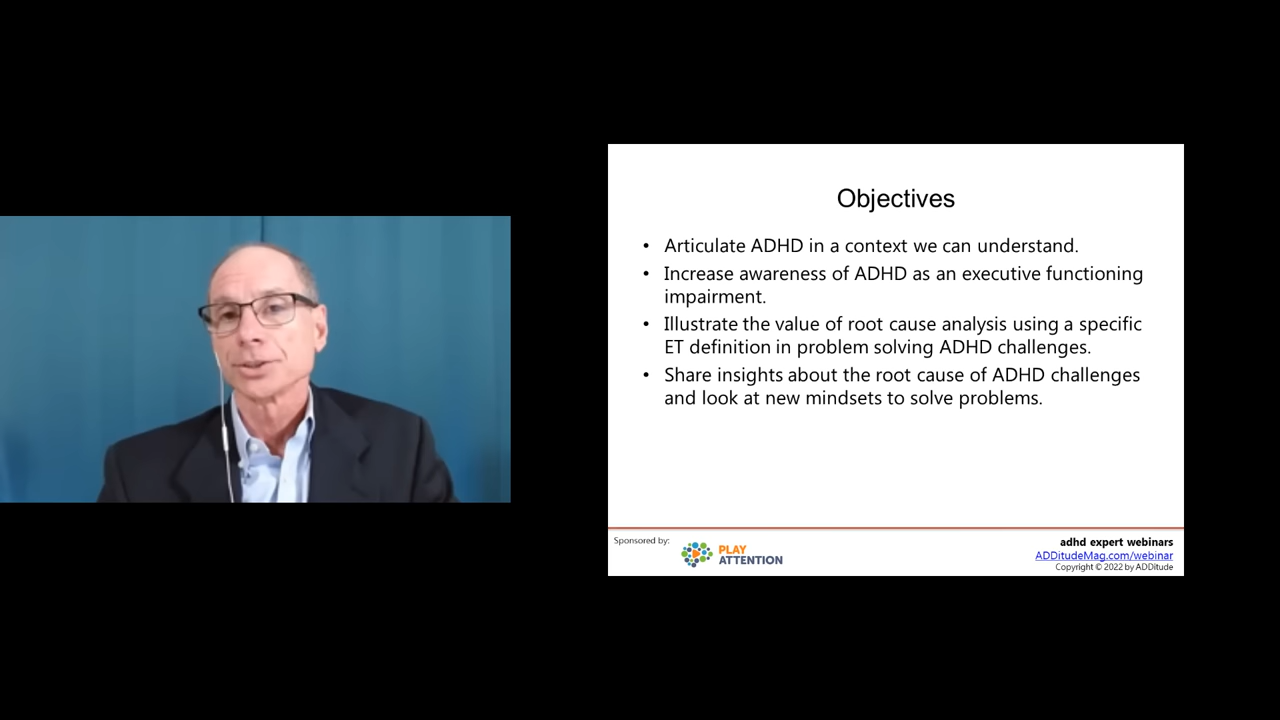 Objectives
• Articulate ADHD in a context we can understand.
• Increase awareness of ADHD as an executive functioning
impairment.
• Illustrate the value of root cause analysis using a specific
ET definition in problem solving ADHD challenges.
• Share insights about the root cause of ADHD challenges
and look at new mindsets to solve problems.
Sponsored by:
PLAY
ATTENTION
adhd expert webinars
ADDitudeMag.com/webinar
Copyright © 2022 by ADDitude